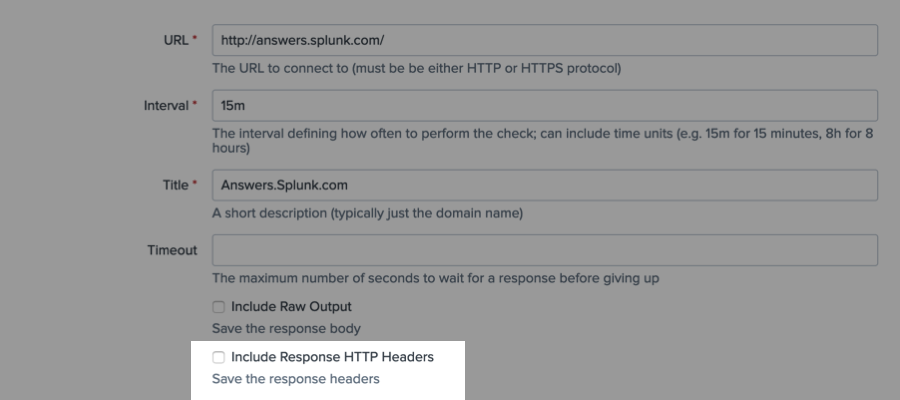 URL * http://answers.splunk.com/
The URL to connect to (must be be either HTTP or HTTPS protocol)
Interval * 15m
The interval defining how often to perform the check; can include time units (e.g. 15m for 15 minutes, 8h for 8
hours)
Title * Answers.Splunk.com
A short description (typically just the domain name)
Timeout
The maximum number of seconds to wait for a response before giving up
Include Raw Output
Save the response body
Include Response HTTP Headers
Save the response headers